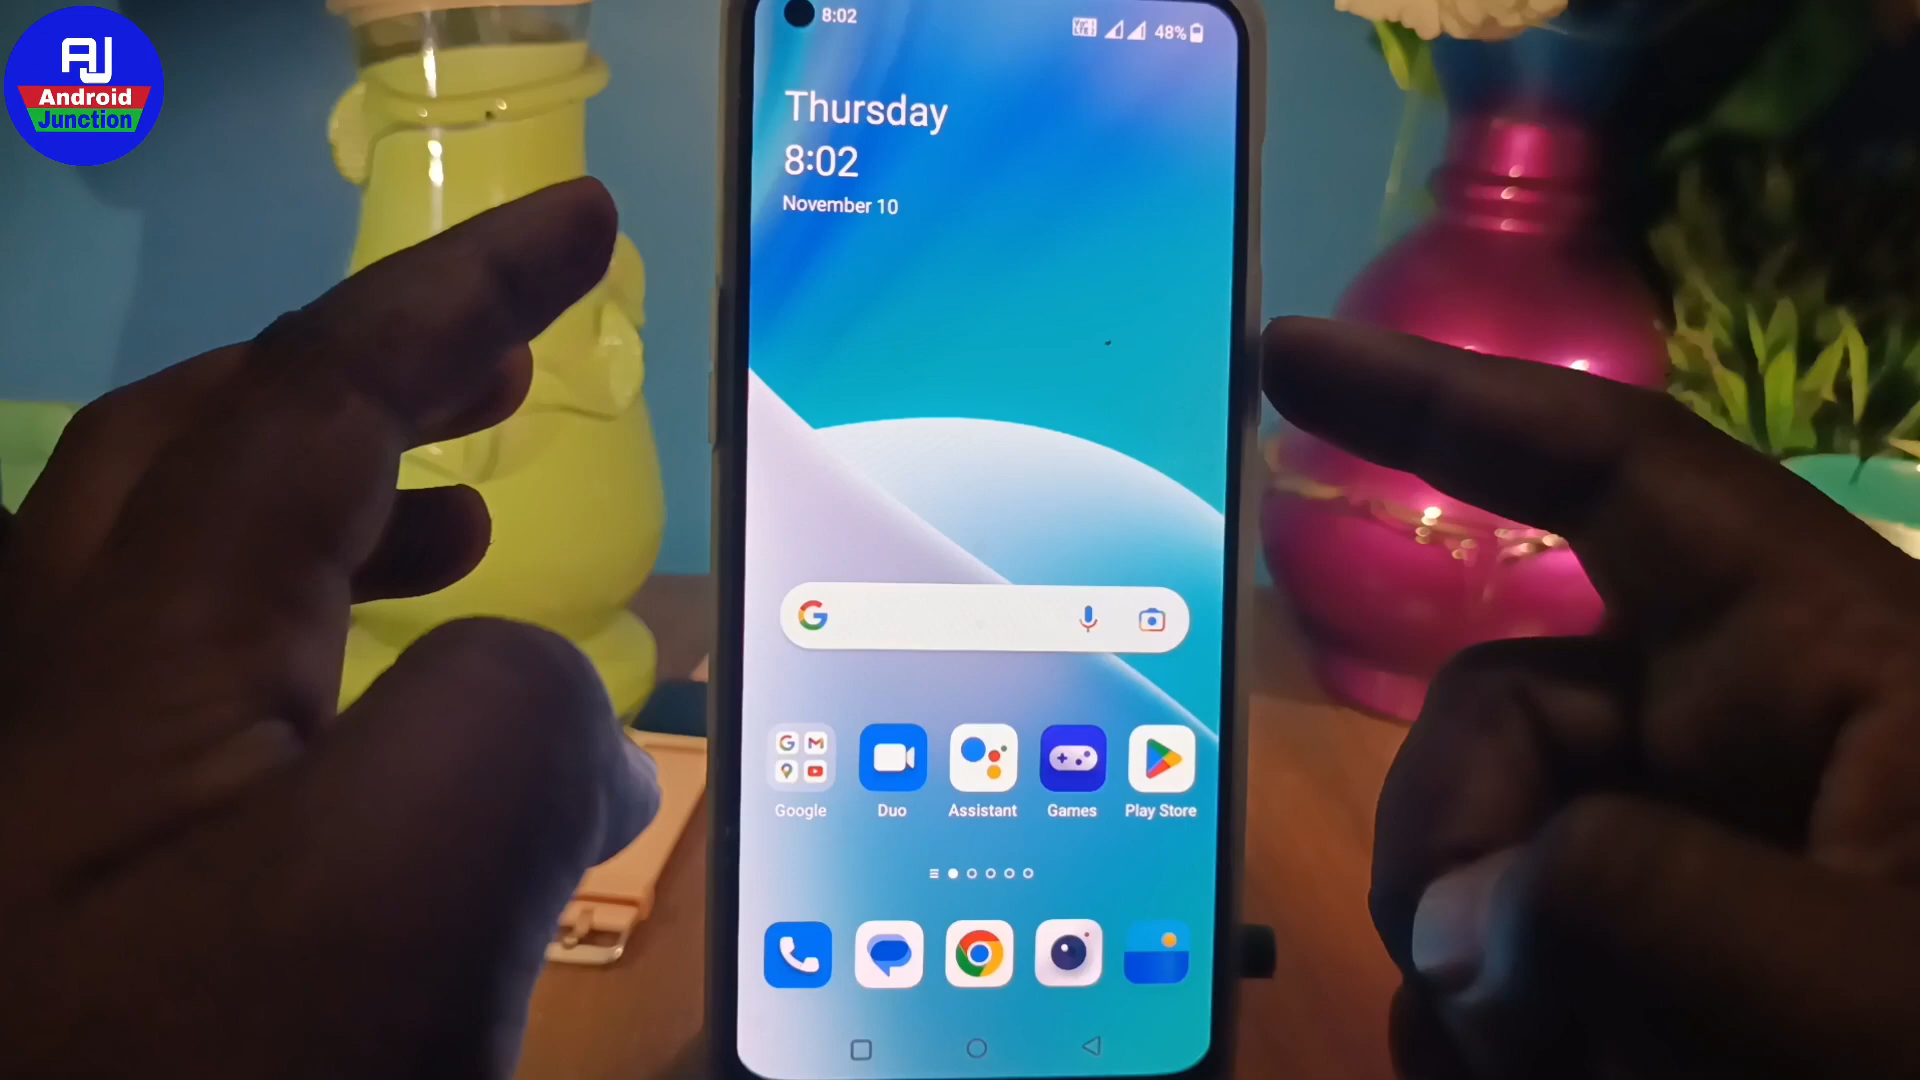 AJ
Android
Junction
8:02
48%
Thursday
8:02
November 10
Google
Duo
Assistant
Games
Play Store